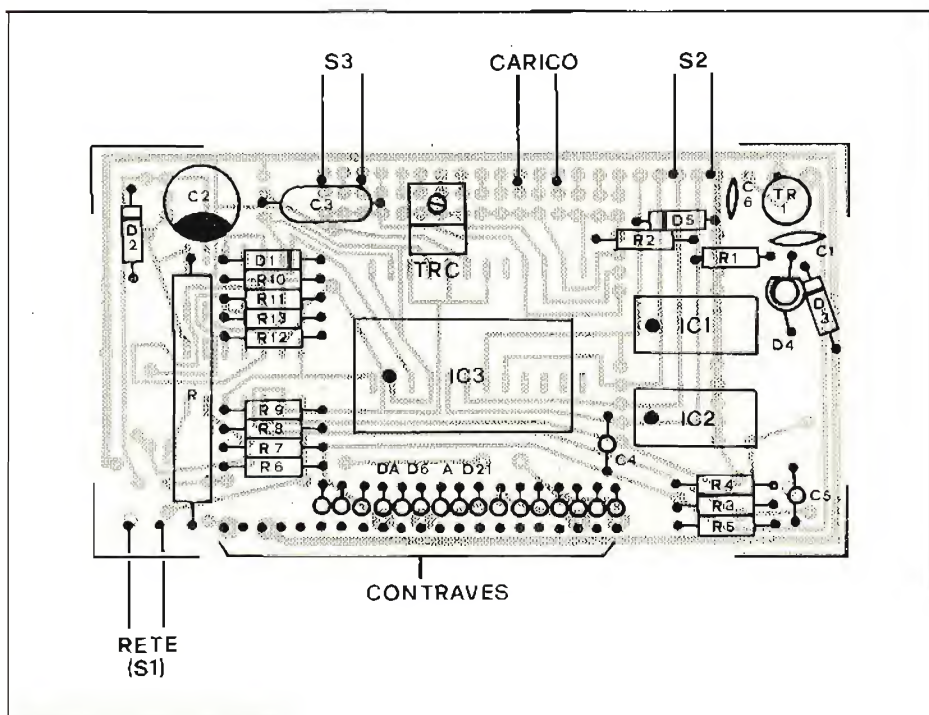 S3 CARICO S2
C2
C3
TRC
C6
TR
D5
R2
R1
C1
D2
D1
R10
R11
R13
R12
D3
D4
IC1
IC3
IC2
R
R9
R8
R7
R6
C4
DA D6 A D21
R4
R3
R5
C5
CONTRAVES
RETE
(S1)